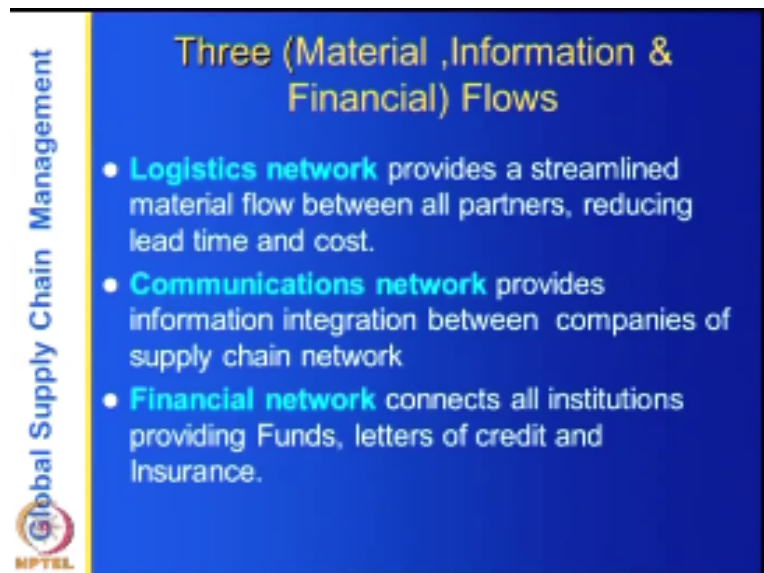 Three (Material ,Information &
Financial) Flows
Logistics network provides a streamlined
material flow between all partners, reducing
lead time and cost.
Communications network provides
information integration between companies of
supply chain network
Financial network connects all institutions
providing Funds, letters of credit and
Insurance.
Global Supply Chain Management
NPTEL